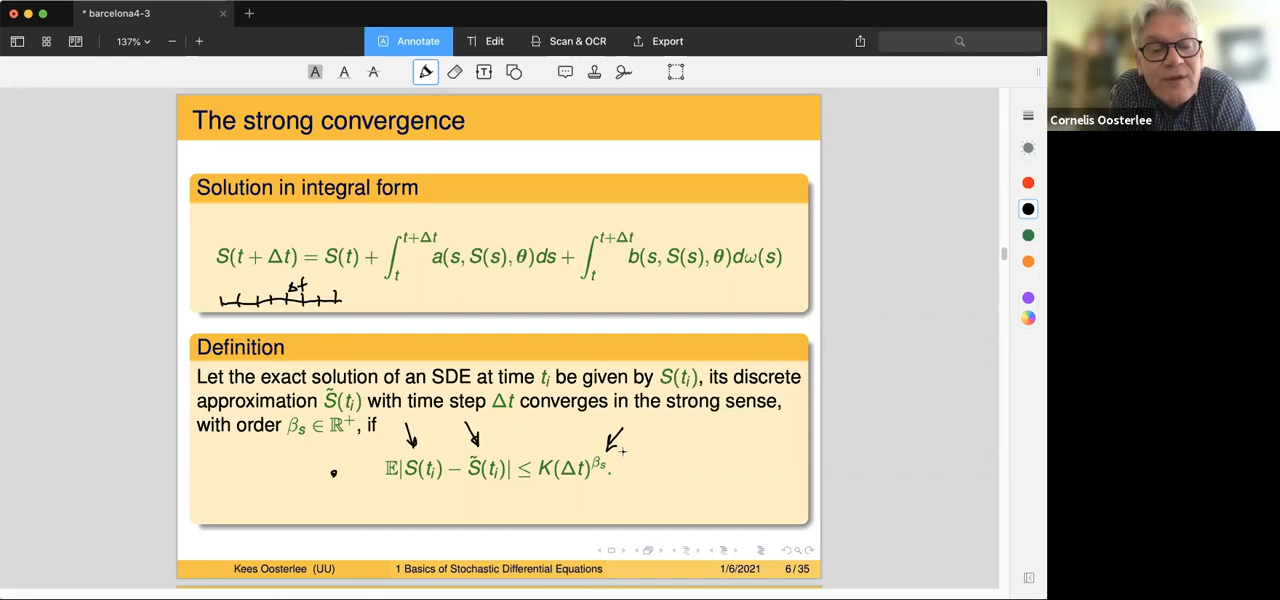 * barcelona4-3
137%
Annotate
Edit
Scan & OCR
Export
Cornelis Oosterlee
The strong convergence
Solution in integral form
S(t + Δt) = S(t) + ∫_t^{t+Δt} a(s, S(s), θ)ds + ∫_t^{t+Δt} b(s, S(s), θ)dω(s)
Δt
Definition
Let the exact solution of an SDE at time t_i be given by S(t_i), its discrete
approximation S̃(t_i) with time step Δt converges in the strong sense,
with order β_s ∈ ℝ⁺, if
𝔼|S(t_i) − S̃(t_i)| ≤ K(Δt)^{β_s}.
Kees Oosterlee (UU) 1 Basics of Stochastic Differential Equations 1/6/2021 6 / 35